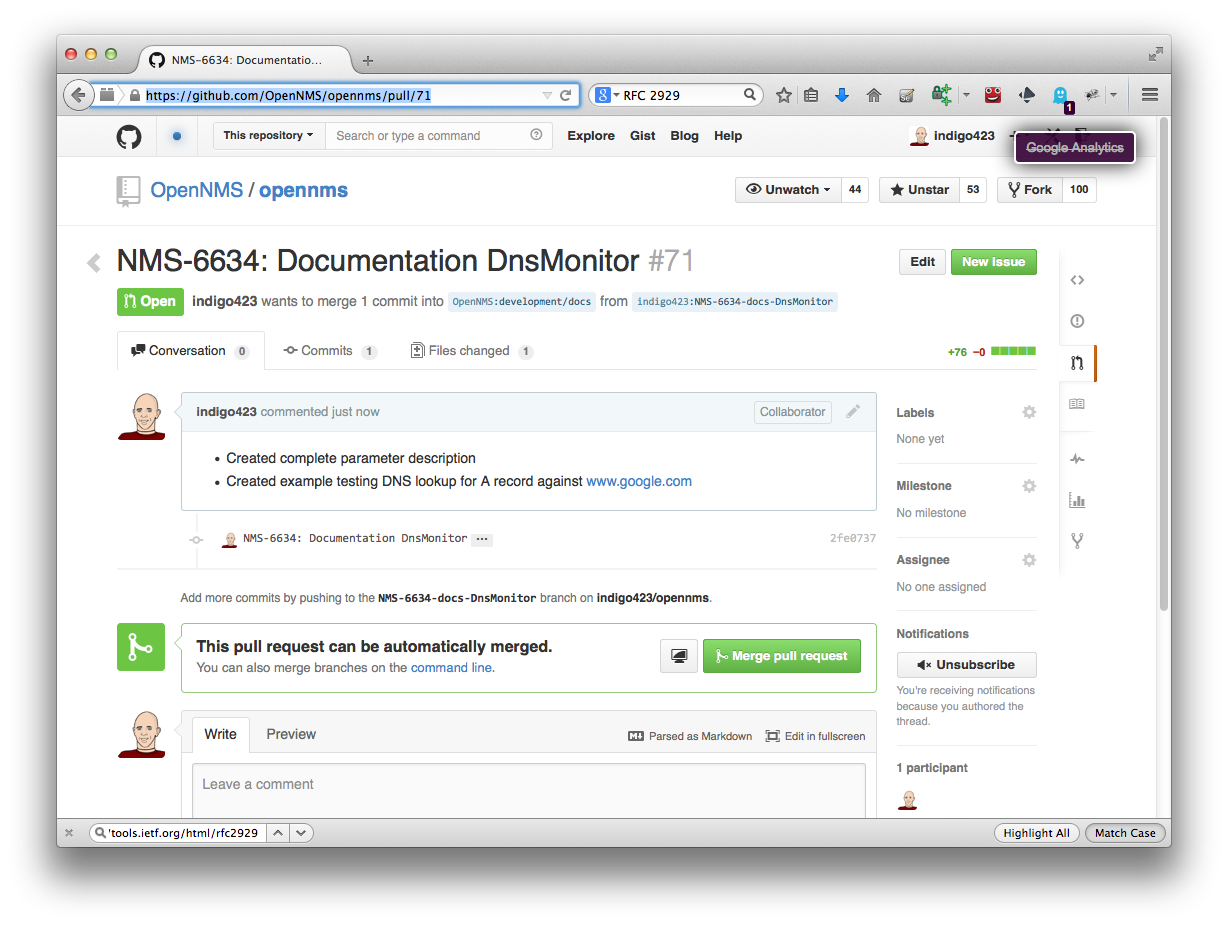 NMS-6634: Documentatio...
https://github.com/OpenNMS/opennms/pull/71
RFC 2929
1
This repository
Search or type a command
Explore Gist Blog Help
indigo423
Google Analytics
OpenNMS / opennms
Unwatch 44
Unstar 53
Fork 100
NMS-6634: Documentation DnsMonitor #71
Edit
New Issue
Open
indigo423 wants to merge 1 commit into OpenNMS:development/docs from indigo423:NMS-6634-docs-DnsMonitor
Conversation 0
Commits 1
Files changed 1
+76 −0
indigo423 commented just now
Collaborator
• Created complete parameter description
• Created example testing DNS lookup for A record against www.google.com
NMS-6634: Documentation DnsMonitor ...
2fe0737
Add more commits by pushing to the NMS-6634-docs-DnsMonitor branch on indigo423/opennms.
This pull request can be automatically merged.
You can also merge branches on the command line.
Merge pull request
Write
Preview
Parsed as Markdown
Edit in fullscreen
Leave a comment
Labels
None yet
Milestone
No milestone
Assignee
No one assigned
Notifications
Unsubscribe
You're receiving notifications
because you authored the
thread.
1 participant
'tools.ietf.org/html/rfc2929
Highlight All
Match Case